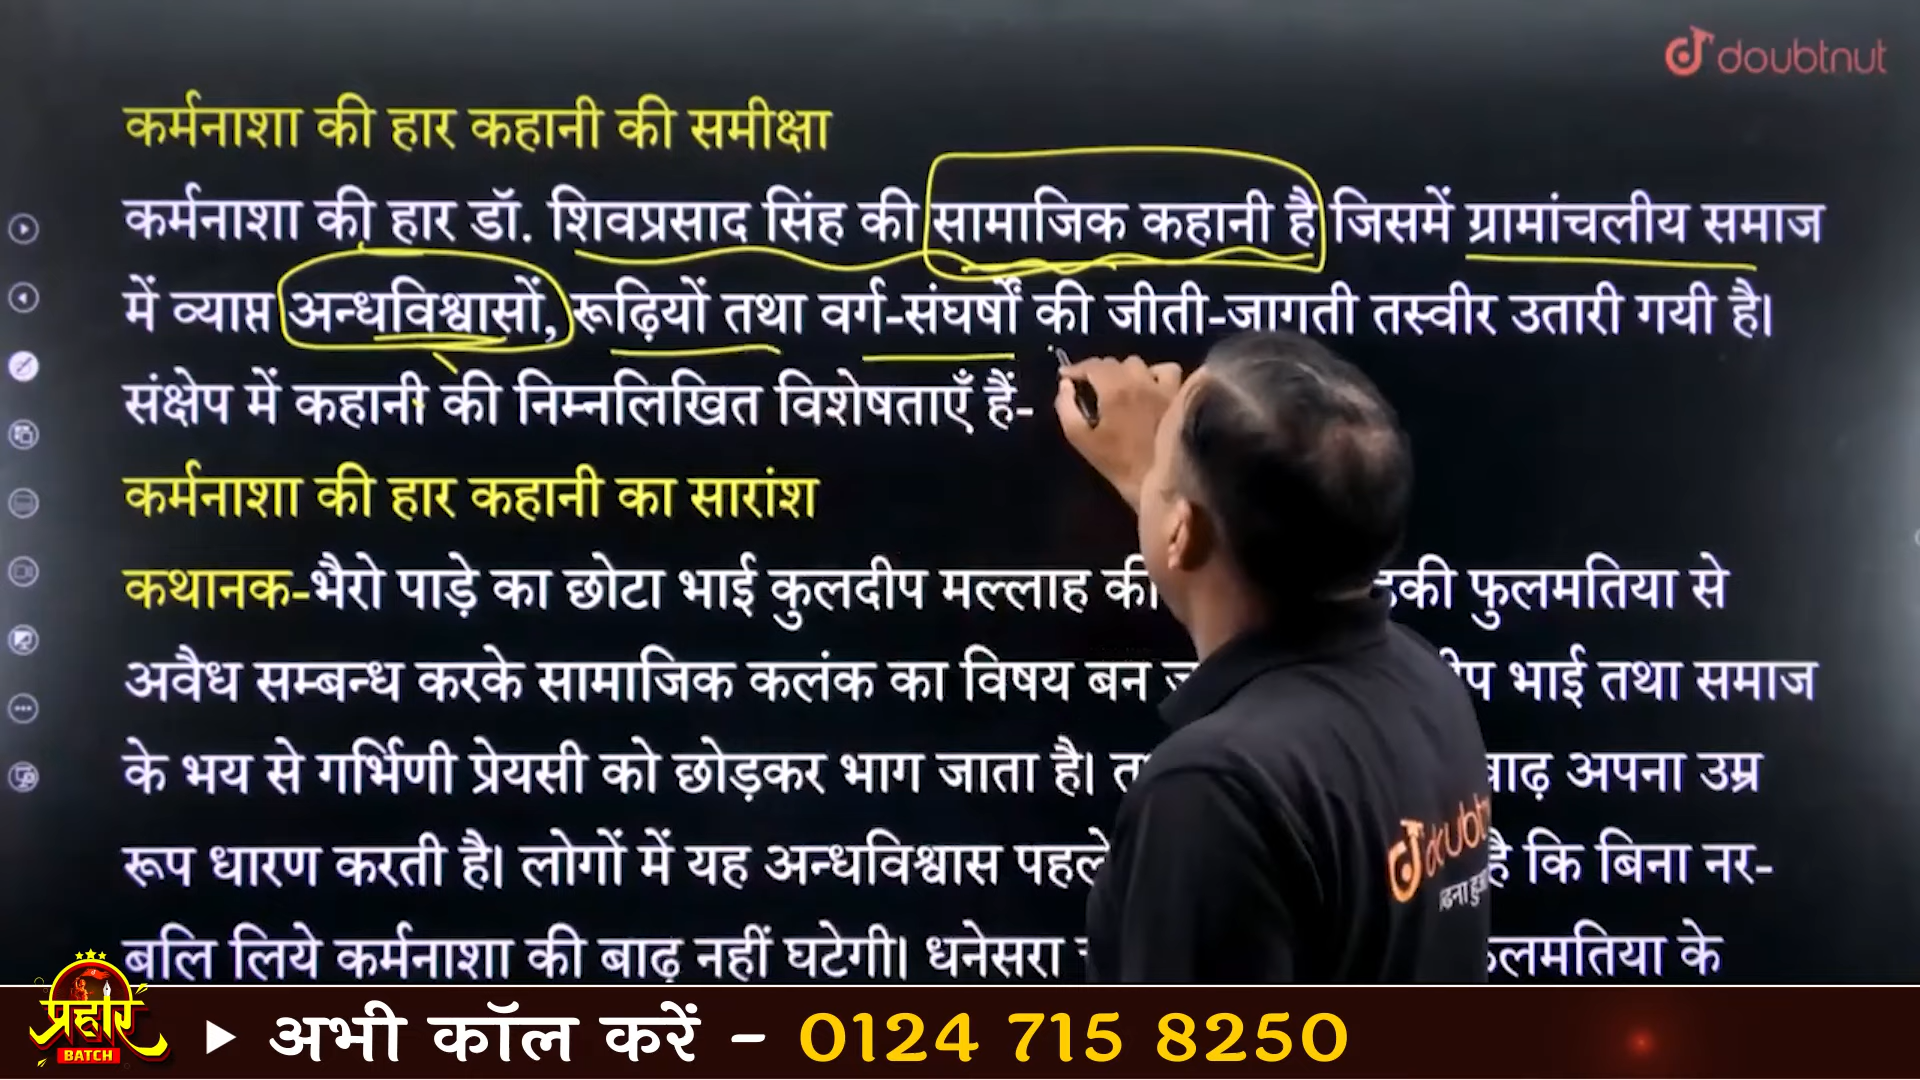 doubtnut
कर्मनाशा की हार कहानी की समीक्षा
कर्मनाशा की हार डॉ. शिवप्रसाद सिंह की सामाजिक कहानी है जिसमें ग्रामांचलीय समाज
में व्याप्त अन्धविश्वासों, रूढ़ियों तथा वर्ग-संघर्षों की जीती-जागती तस्वीर उतारी गयी है।
संक्षेप में कहानी की निम्नलिखित विशेषताएँ हैं-
कर्मनाशा की हार कहानी का सारांश
कथानक-भैरो पाड़े का छोटा भाई कुलदीप मल्लाह की फुलमतिया से
अवैध सम्बन्ध करके सामाजिक कलंक का विषय बन भाई तथा समाज
के भय से गर्भिणी प्रेयसी को छोड़कर भाग जाता है। बाढ़ अपना उम्र
रूप धारण करती है। लोगों में यह अन्धविश्वास है कि बिना नर-
बलि लिये कर्मनाशा की बाढ़ नहीं घटेगी। धनेसरा के
प्रहार
BATCH
अभी कॉल करें - 0124 715 8250